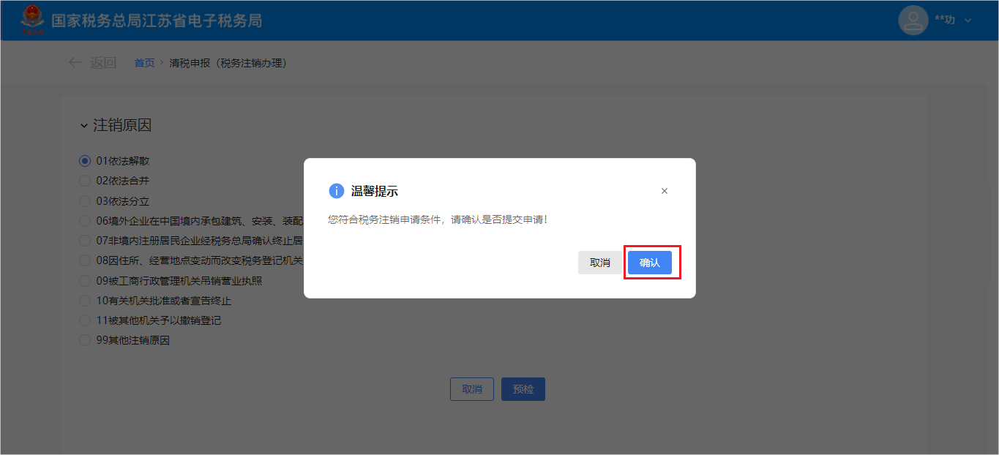 国家税务总局江苏省电子税务局
**功
返回 首页 > 清税申报（税务注销办理）
注销原因
01依法解散
02依法合并
03依法分立
06境外企业在中国境内承包建筑、安装、装配
07非境内注册居民企业经税务总局确认终止居
08因住所、经营地点变动而改变税务登记机关
09被工商行政管理机关吊销营业执照
10有关机关批准或者宣告终止
11被其他机关予以撤销登记
99其他注销原因
温馨提示
您符合税务注销申请条件，请确认是否提交申请！
取消 确认
取消 预检